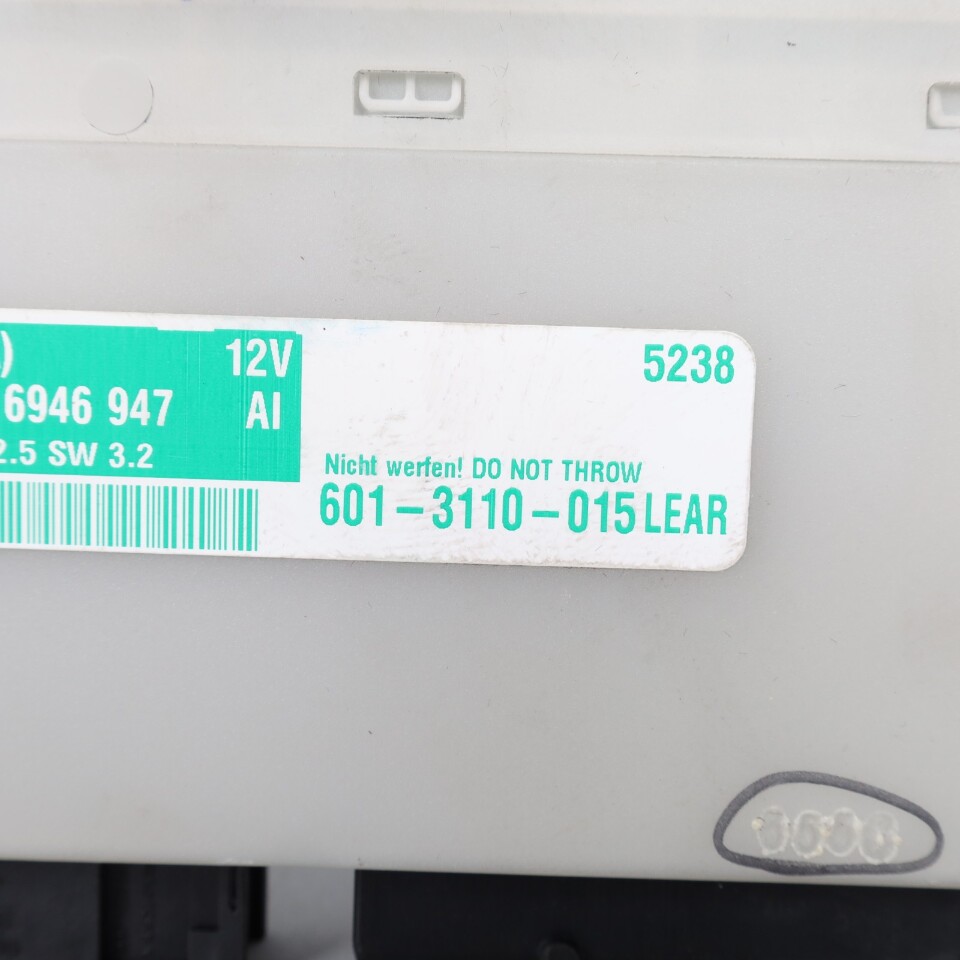 12V
6946 947 AI
2.5 SW 3.2
5238
Nicht werfen! DO NOT THROW
601-3110-015 LEAR